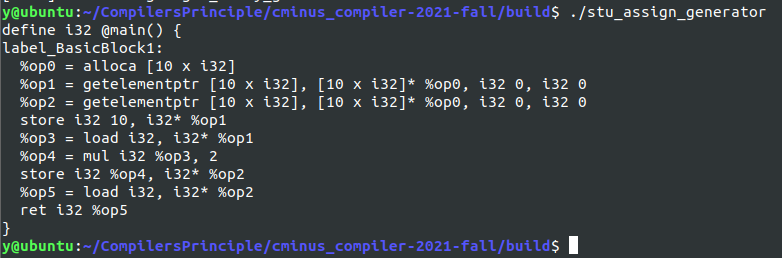 y@ubuntu:~/CompilersPrinciple/cminus_compiler-2021-fall/build$ ./stu_assign_generator
define i32 @main() {
label_BasicBlock1:
  %op0 = alloca [10 x i32]
  %op1 = getelementptr [10 x i32], [10 x i32]* %op0, i32 0, i32 0
  %op2 = getelementptr [10 x i32], [10 x i32]* %op0, i32 0, i32 0
  store i32 10, i32* %op1
  %op3 = load i32, i32* %op1
  %op4 = mul i32 %op3, 2
  store i32 %op4, i32* %op2
  %op5 = load i32, i32* %op2
  ret i32 %op5
}
y@ubuntu:~/CompilersPrinciple/cminus_compiler-2021-fall/build$